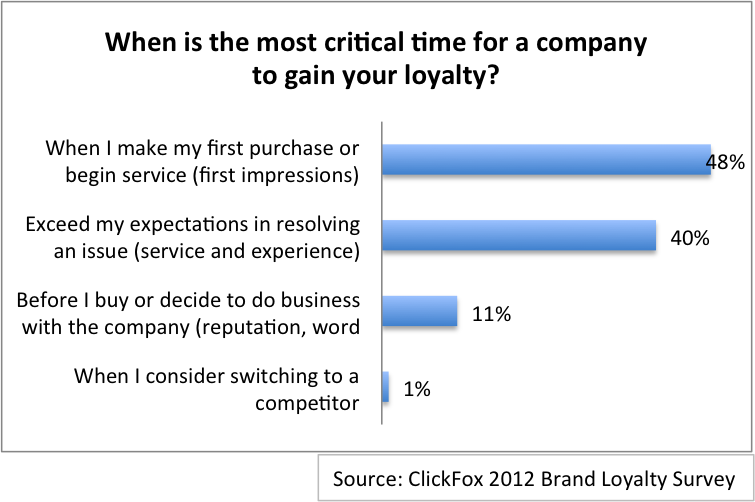 When is the most critical time for a company
to gain your loyalty?
When I make my first purchase or
begin service (first impressions)
48%
Exceed my expectations in resolving
an issue (service and experience)
40%
Before I buy or decide to do business
with the company (reputation, word
11%
When I consider switching to a
competitor
1%
Source: ClickFox 2012 Brand Loyalty Survey